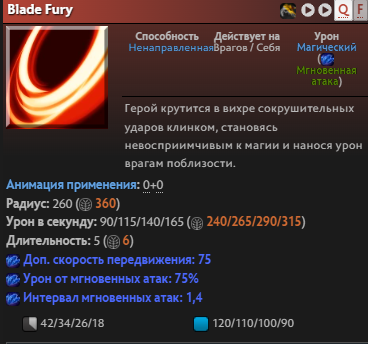 Blade Fury Q F
Способность Действует на Урон
Ненаправленная Врагов / Себя Магический
(
Мгновенная
атака)
Герой крутится в вихре сокрушительных
ударов клинком, становясь
невосприимчивым к магии и нанося урон
врагам поблизости.
Анимация применения: 0+0
Радиус: 260 ( 360)
Урон в секунду: 90/115/140/165 ( 240/265/290/315)
Длительность: 5 ( 6)
Доп. скорость передвижения: 75
Урон от мгновенных атак: 75%
Интервал мгновенных атак: 1,4
42/34/26/18 120/110/100/90